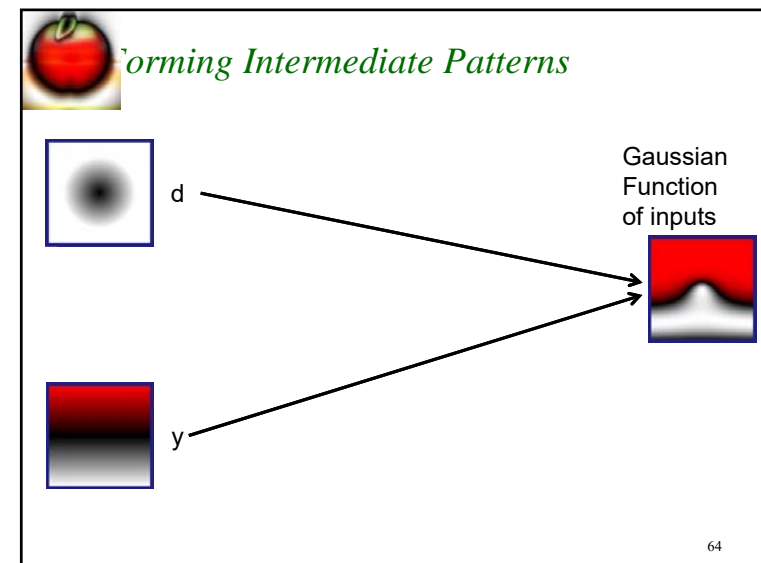 orming Intermediate Patterns
d
Gaussian
Function
of inputs
y
64